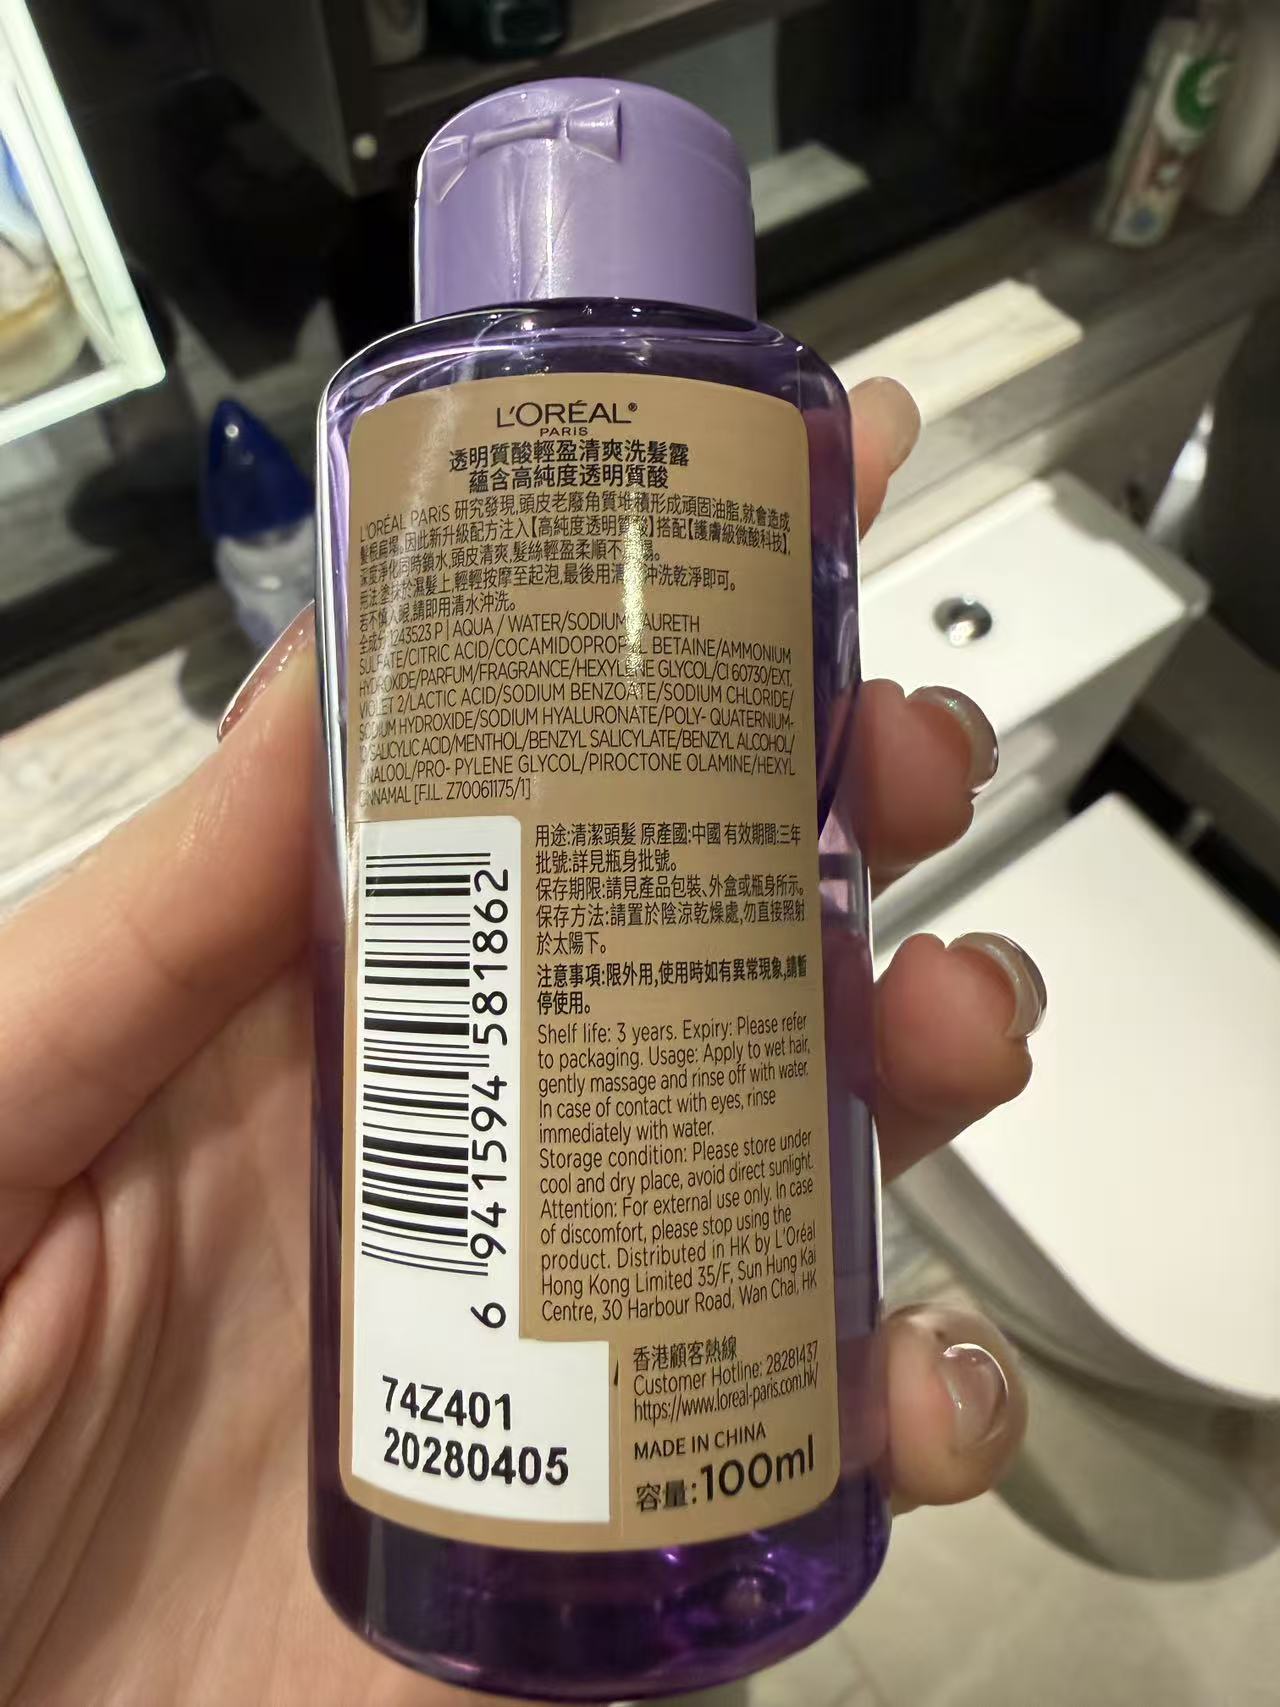 L'ORÉAL®
PARIS
透明質酸輕盈清爽洗髮露
蘊含高純度透明質酸
L'ORÉAL PARIS 研究發現,頭皮老廢角質堆積形成頑固油脂,就會造成
髮根扁塌。因此新升級配方注入【高純度透明質酸】搭配【護膚級微酸科技】,
深度淨化同時鎖水,頭皮清爽,髮絲輕盈柔順不
用法:塗抹於濕髮上,輕輕按摩至起泡,最後用清 沖洗乾淨即可。
若不慎入眼,請即用清水沖洗。
全成分:1243523 P | AQUA / WATER/SODIUM LAURETH
SULFATE/CITRIC ACID/COCAMIDOPROPYL BETAINE/AMMONIUM
HYDROXIDE/PARFUM/FRAGRANCE/HEXYLENE GLYCOL/CI 60730/EXT.
VIOLET 2/LACTIC ACID/SODIUM BENZOATE/SODIUM CHLORIDE/
SODIUM HYDROXIDE/SODIUM HYALURONATE/POLY- QUATERNIUM-
10 SALICYLIC ACID/MENTHOL/BENZYL SALICYLATE/BENZYL ALCOHOL/
LINALOOL/PRO- PYLENE GLYCOL/PIROCTONE OLAMINE/HEXYL
CINNAMAL [F.I.L. Z70061175/1]
用途:清潔頭髮 原產國:中國 有效期間:三年
批號:詳見瓶身批號。
保存期限:請見產品包裝、外盒或瓶身所示。
保存方法:請置於陰涼乾燥處,勿直接照射
於太陽下。
注意事項:限外用,使用時如有異常現象,請暫
停使用。
Shelf life: 3 years. Expiry: Please refer
to packaging. Usage: Apply to wet hair,
gently massage and rinse off with water.
In case of contact with eyes, rinse
immediately with water.
Storage condition: Please store under
cool and dry place, avoid direct sunlight.
Attention: For external use only. In case
of discomfort, please stop using the
product. Distributed in HK by L'Oréal
Hong Kong Limited 35/F, Sun Hung Kai
Centre, 30 Harbour Road, Wan Chai, HK
6 941594 581862
香港顧客熱線
Customer Hotline: 28281437
https://www.loreal-paris.com.hk/
MADE IN CHINA
容量:100ml
74Z401
20280405